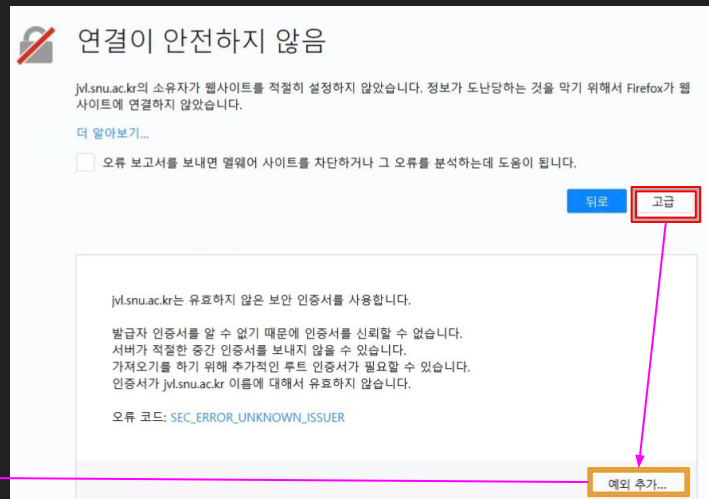 연결이 안전하지 않음
jvl.snu.ac.kr의 소유자가 웹사이트를 적절히 설정하지 않았습니다. 정보가 도난당하는 것을 막기 위해서 Firefox가 웹
사이트에 연결하지 않았습니다.
더 알아보기...
오류 보고서를 보내면 멜웨어 사이트를 차단하거나 그 오류를 분석하는데 도움이 됩니다.
뒤로 고급
jvl.snu.ac.kr는 유효하지 않은 보안 인증서를 사용합니다.
발급자 인증서를 알 수 없기 때문에 인증서를 신뢰할 수 없습니다.
서버가 적절한 중간 인증서를 보내지 않을 수 있습니다.
가져오기를 하기 위해 추가적인 루트 인증서가 필요할 수 있습니다.
인증서가 jvl.snu.ac.kr 이름에 대해서 유효하지 않습니다.
오류 코드: SEC_ERROR_UNKNOWN_ISSUER
예외 추가...